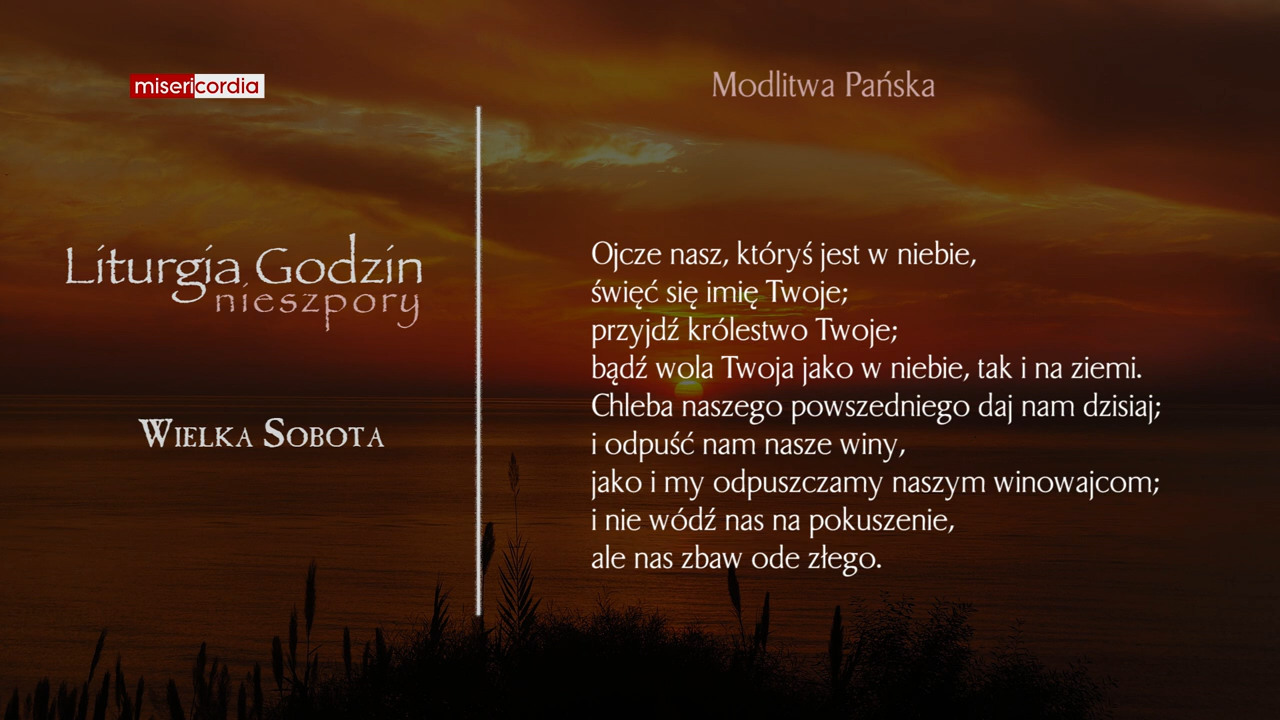 misericordia
Liturgia Godzin
nieszpory
Wielka Sobota
Modlitwa Pańska
Ojcze nasz, któryś jest w niebie,
święć się imię Twoje;
przyjdź królestwo Twoje;
bądź wola Twoja jako w niebie, tak i na ziemi.
Chleba naszego powszedniego daj nam dzisiaj;
i odpuść nam nasze winy,
jako i my odpuszczamy naszym winowajcom;
i nie wódź nas na pokuszenie,
ale nas zbaw ode złego.